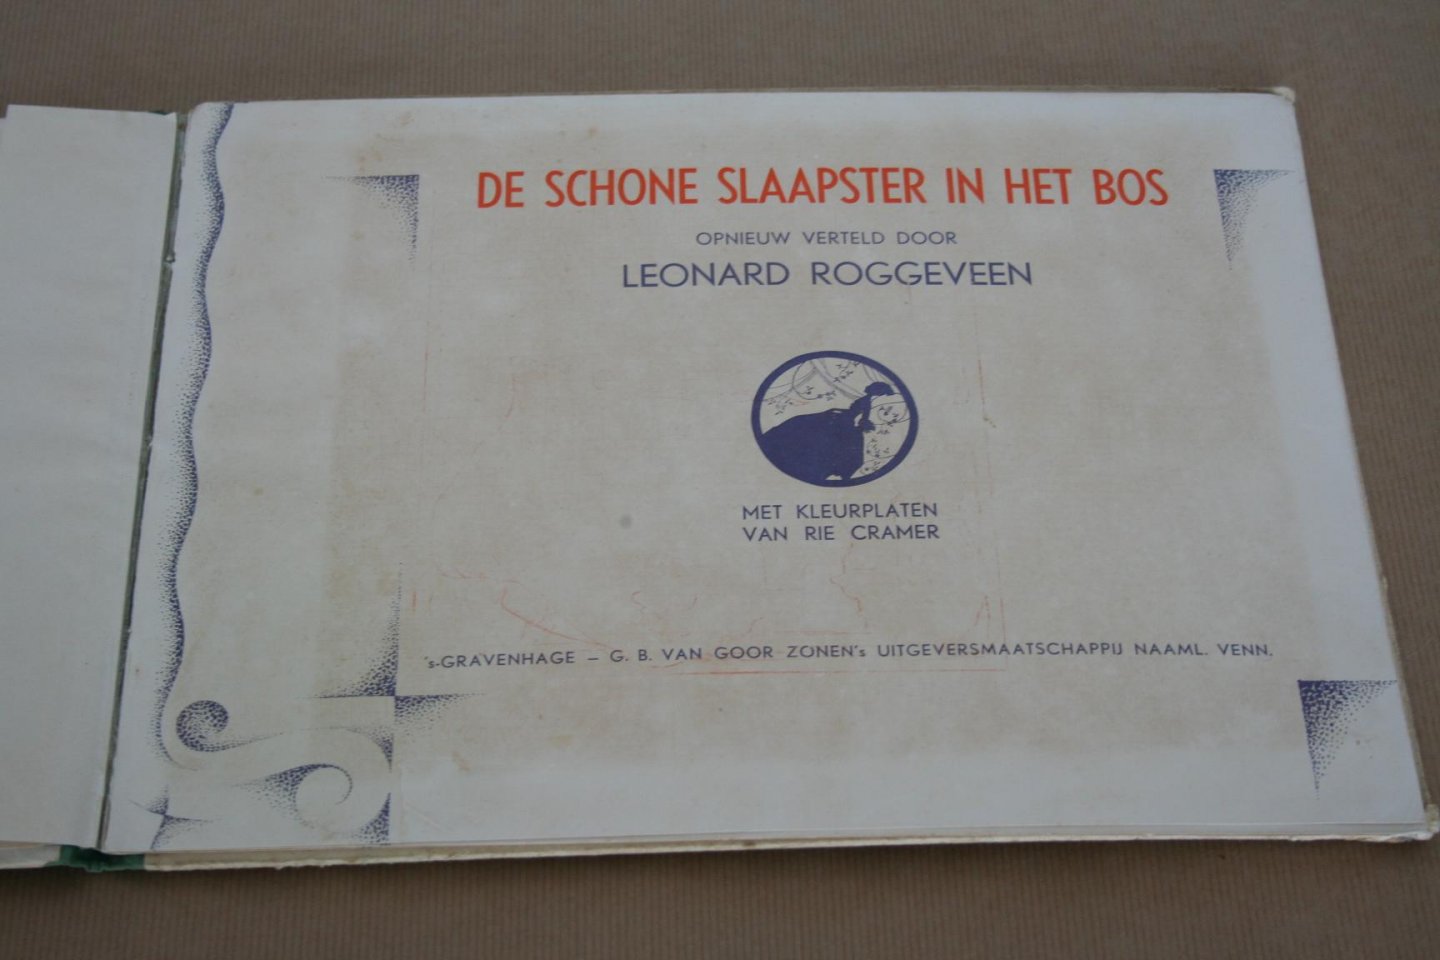 DE SCHONE SLAAPSTER IN HET BOS
OPNIEUW VERTELD DOOR
LEONARD ROGGEVEEN
MET KLEURPLATEN
VAN RIE CRAMER
's-GRAVENHAGE – G. B. VAN GOOR ZONEN's UITGEVERSMAATSCHAPPIJ NAAML. VENN.